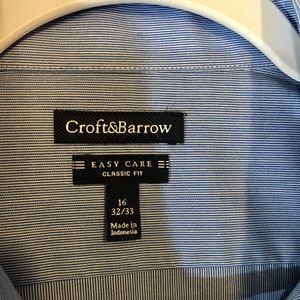 Croft&Barrow
EASY CARE
CLASSIC FIT
16
32/33
Made in
Indonesia